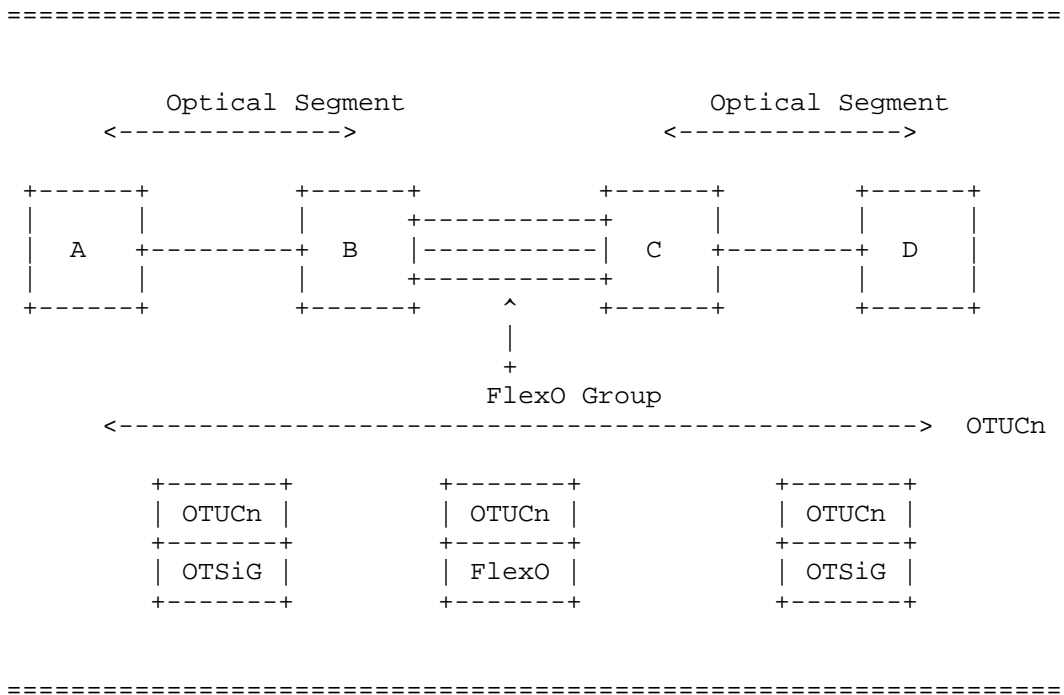 Optical Segment Optical Segment
A B C D
FlexO Group
OTUCn
OTUCn OTUCn OTUCn
OTSiG FlexO OTSiG